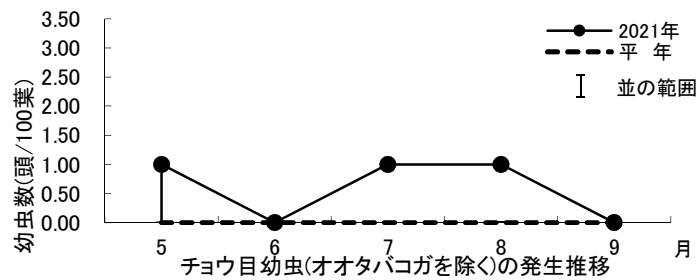 3.50
3.00
2.50
2.00
1.50
1.00
0.50
0.00
幼虫数(頭/100葉)
2021年
平 年
並の範囲
5 6 7 8 9 月
チョウ目幼虫(オオタバコガを除く)の発生推移